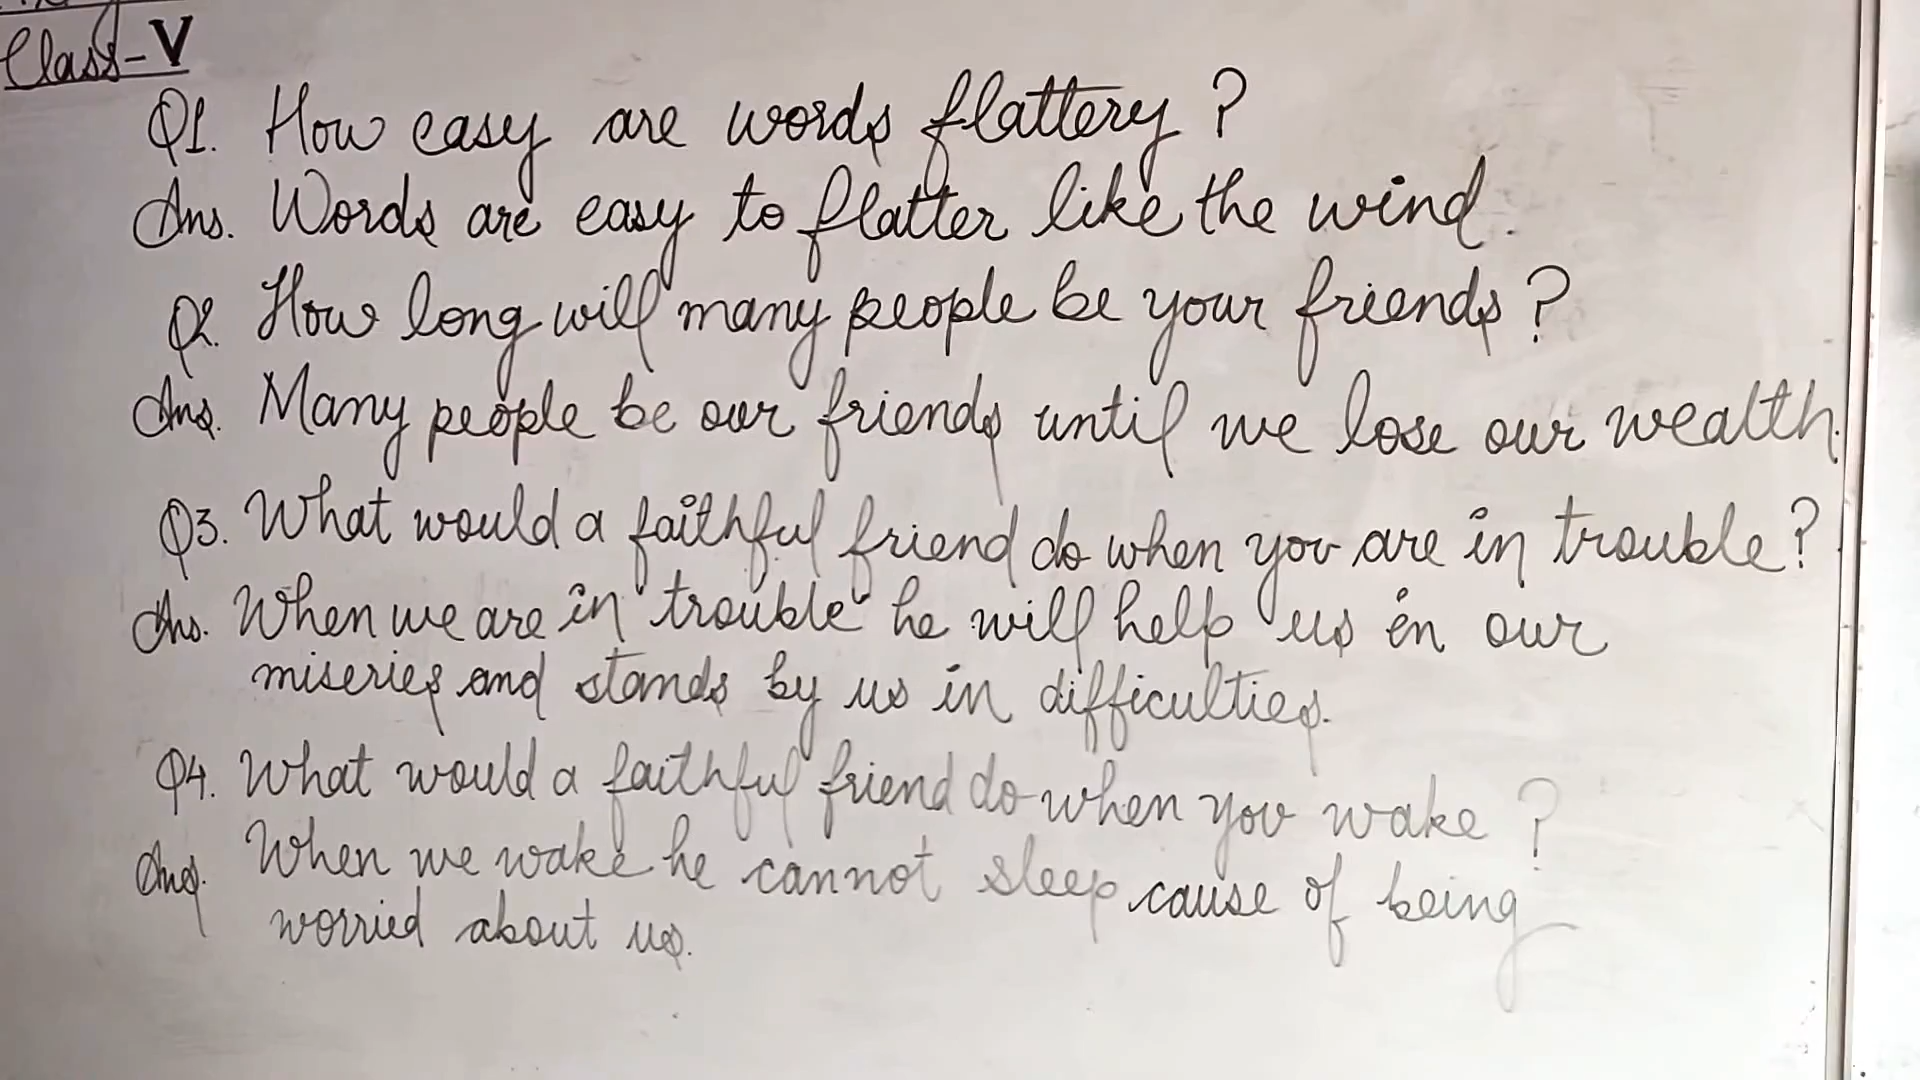 Class-V
Q1. How easy are words flattery?
Ans. Words are easy to flatter like the wind.
Q2. How long will many people be your friends?
Ans. Many people be our friends until we lose our wealth.
Q3. What would a faithful friend do when you are in trouble?
Ans. When we are in trouble he will help us in our
miseries and stands by us in difficulties.
Q4. What would a faithful friend do when you wake?
Ans. When we wake he cannot sleep cause of being
worried about us.